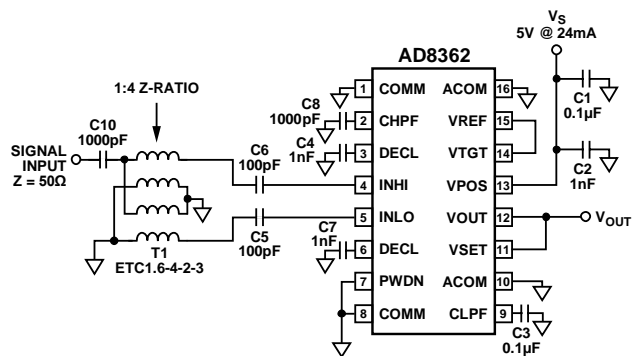 VS
5V @ 24mA
AD8362
1:4 Z-RATIO
C10
1000pF
SIGNAL
INPUT
Z = 50Ω
C6
100pF
C5
100pF
T1
ETC1.6-4-2-3
C8
1000pF
C4
1nF
C7
1nF
1 COMM ACOM 16
2 CHPF VREF 15
3 DECL VTGT 14
4 INHI VPOS 13
5 INLO VOUT 12
6 DECL VSET 11
7 PWDN ACOM 10
8 COMM CLPF 9
C1
0.1µF
C2
1nF
VOUT
C3
0.1µF